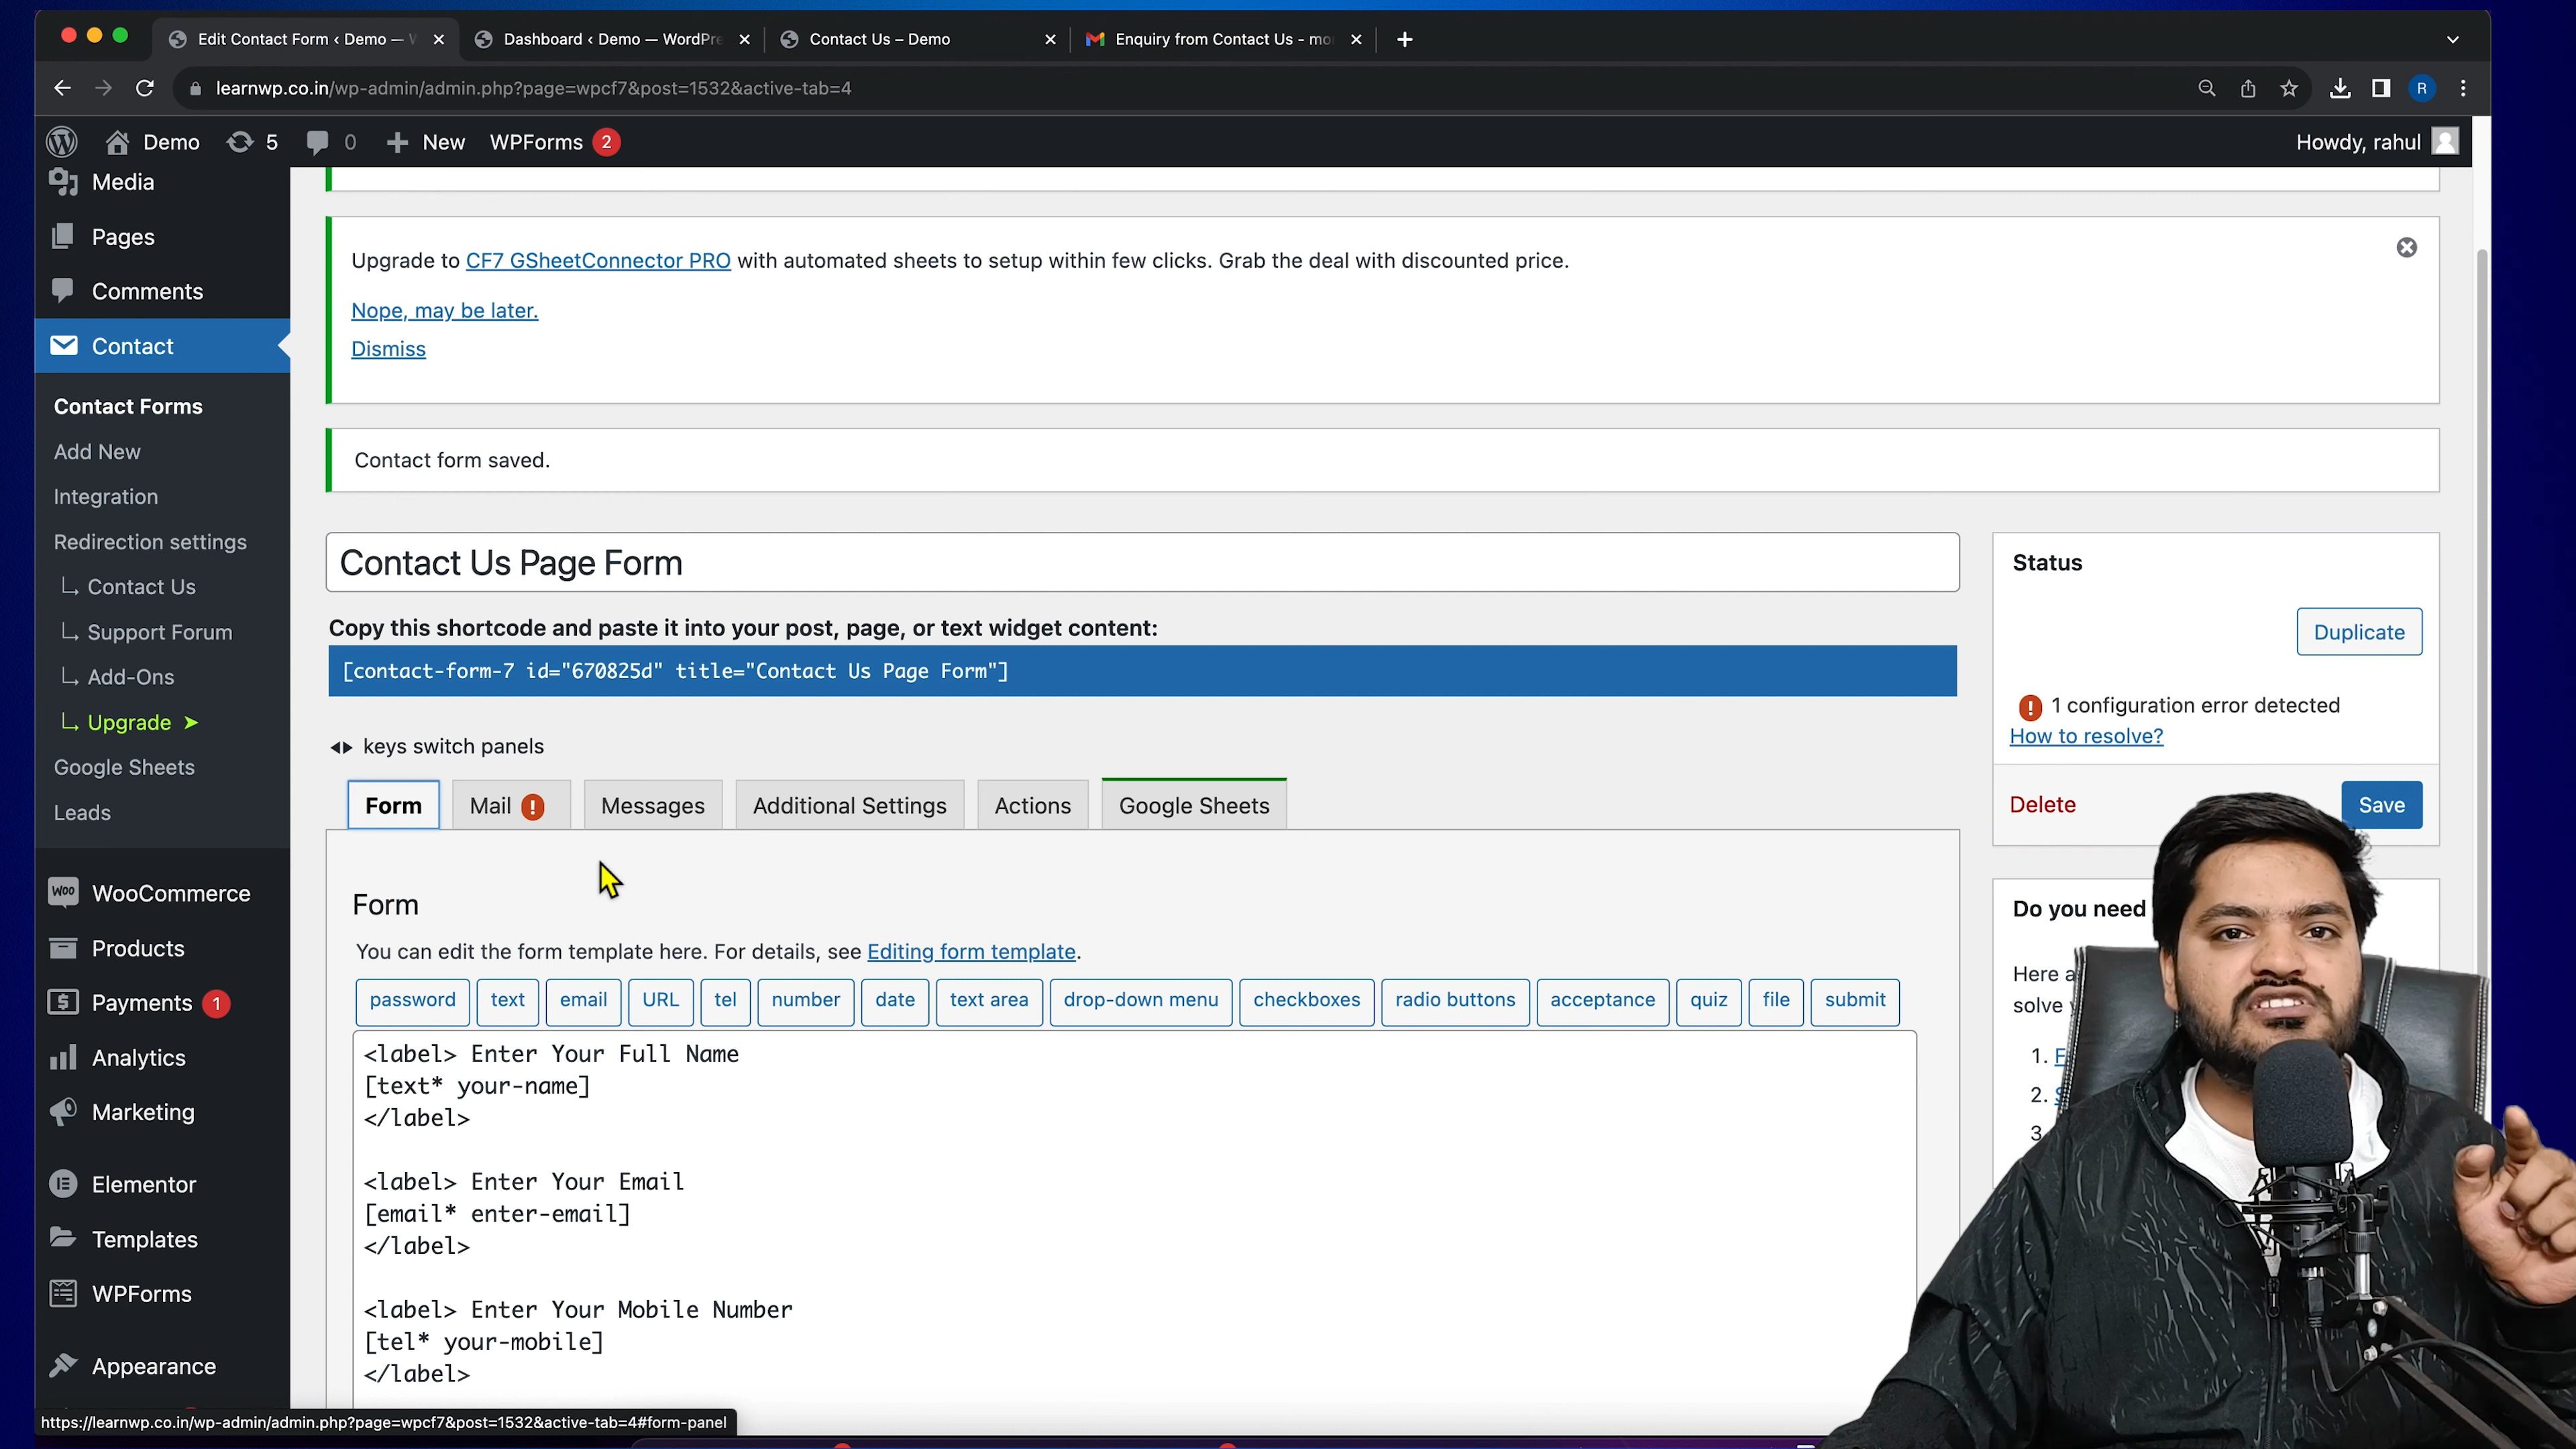 Edit Contact Form ‹ Demo — W
Dashboard ‹ Demo — WordPre
Contact Us – Demo
Enquiry from Contact Us - mo
learnwp.co.in/wp-admin/admin.php?page=wpcf7&post=1532&active-tab=4
R
Demo
5
0
New
WPForms 2
Howdy, rahul
Media
Pages
Comments
Contact
Contact Forms
Add New
Integration
Redirection settings
Contact Us
Support Forum
Add-Ons
Upgrade ➤
Google Sheets
Leads
WOO WooCommerce
Products
Payments 1
Analytics
Marketing
Elementor
Templates
WPForms
Appearance
Upgrade to CF7 GSheetConnector PRO with automated sheets to setup within few clicks. Grab the deal with discounted price.
Nope, may be later.
Dismiss
Contact form saved.
Contact Us Page Form
Copy this shortcode and paste it into your post, page, or text widget content:
[contact-form-7 id="670825d" title="Contact Us Page Form"]
keys switch panels
Form
Mail !
Messages
Additional Settings
Actions
Google Sheets
Form
You can edit the form template here. For details, see Editing form template.
password
text
email
URL
tel
number
date
text area
drop-down menu
checkboxes
radio buttons
acceptance
quiz
file
submit
<label> Enter Your Full Name
[text* your-name]
</label>
<label> Enter Your Email
[email* enter-email]
</label>
<label> Enter Your Mobile Number
[tel* your-mobile]
</label>
Status
Duplicate
! 1 configuration error detected
How to resolve?
Delete
Save
Do you need
Here a
solve
1. F
2.
3
https://learnwp.co.in/wp-admin/admin.php?page=wpcf7&post=1532&active-tab=4#form-panel